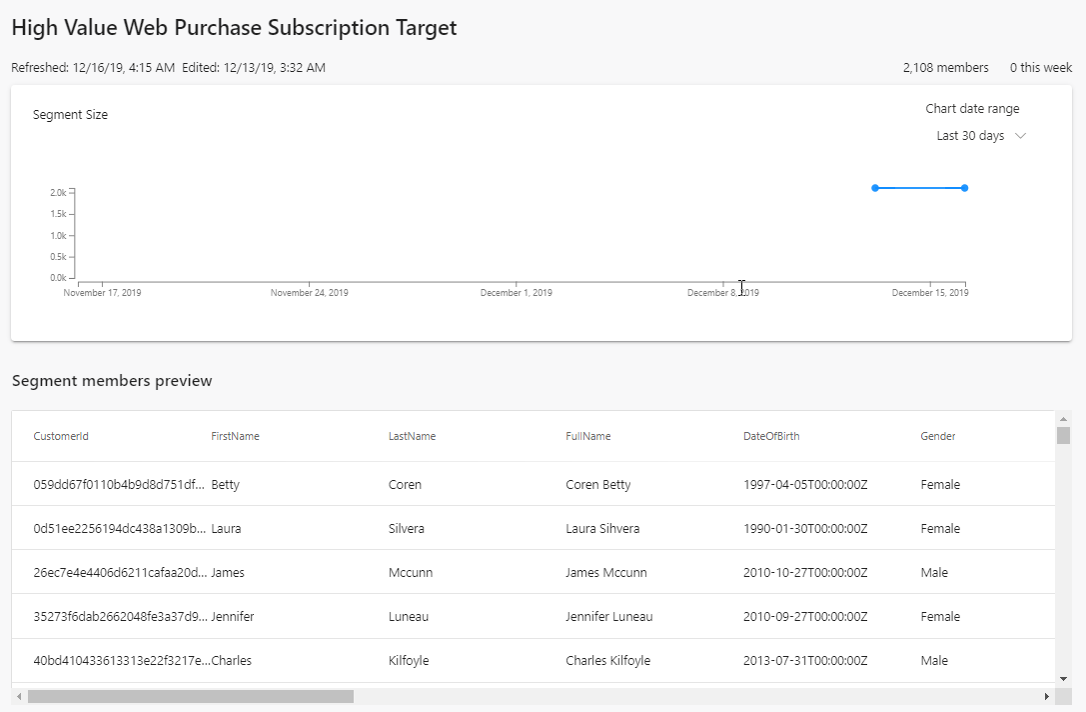 High Value Web Purchase Subscription Target
Refreshed: 12/16/19, 4:15 AM Edited: 12/13/19, 3:32 AM 2,108 members 0 this week
Segment Size
Chart date range
Last 30 days
2.0k
1.5k
1.0k
0.5k
0.0k
November 17, 2019 November 24, 2019 December 1, 2019 December 8, 2019 December 15, 2019
Segment members preview
CustomerId FirstName LastName FullName DateOfBirth Gender
059dd67f0110b4b9d8d751df... Betty Coren Coren Betty 1997-04-05T00:00:00Z Female
0d51ee2256194dc438a1309b... Laura Silvera Laura Sihvera 1990-01-30T00:00:00Z Female
26ec7e4e4406d6211cafaa20d... James Mccunn James Mccunn 2010-10-27T00:00:00Z Male
35273f6dab2662048fe3a37d9... Jennifer Luneau Jennifer Luneau 2010-09-27T00:00:00Z Female
40bd410433613313e22f3217e... Charles Kilfoyle Charles Kilfoyle 2013-07-31T00:00:00Z Male